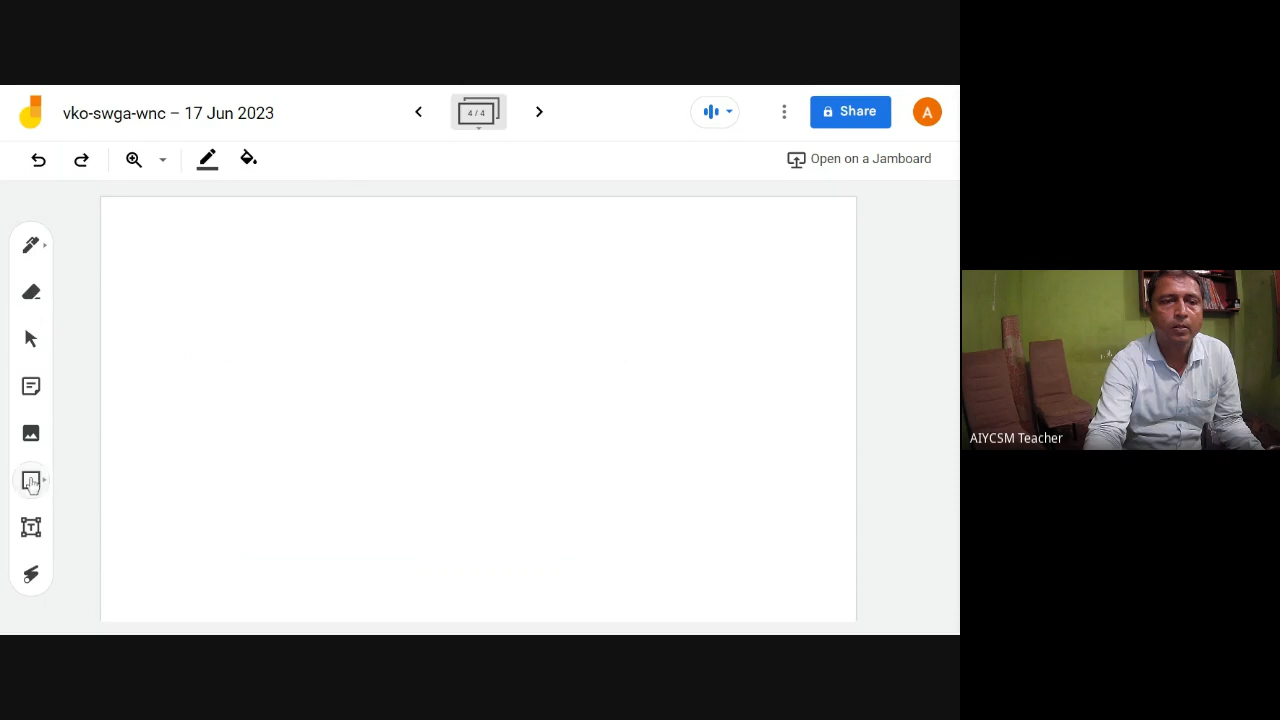 vko-swga-wnc – 17 Jun 2023
4 / 4
Share
A
Open on a Jamboard
T
AIYCSM Teacher